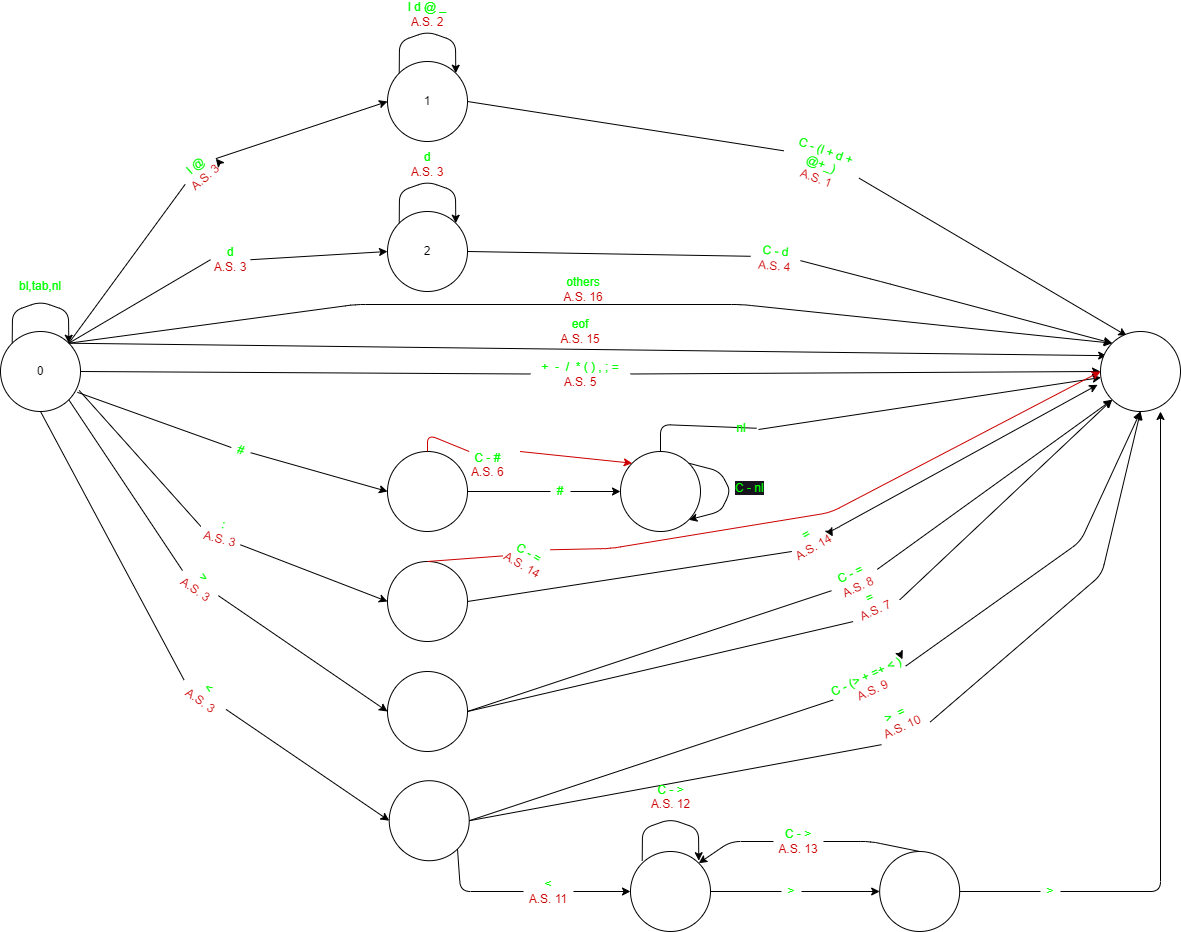 l d @ _
A.S. 2
1
l @
A.S. 3
C - (l + d +
@+_)
A.S. 1
d
A.S. 3
2
d
A.S. 3
C - d
A.S. 4
bl,tab,nl
0
others
A.S. 16
eof
A.S. 15
+ - / * ( ) , ; =
A.S. 5
#
C - #
A.S. 6
#
nl
C - nl
:
A.S. 3
C - =
A.S. 14
=
A.S. 14
>
A.S. 3
C - =
A.S. 8
=
A.S. 7
<
A.S. 3
C - (> + =+ < )
A.S. 9
> =
A.S. 10
C - >
A.S. 12
<
A.S. 11
C - >
A.S. 13
>
>